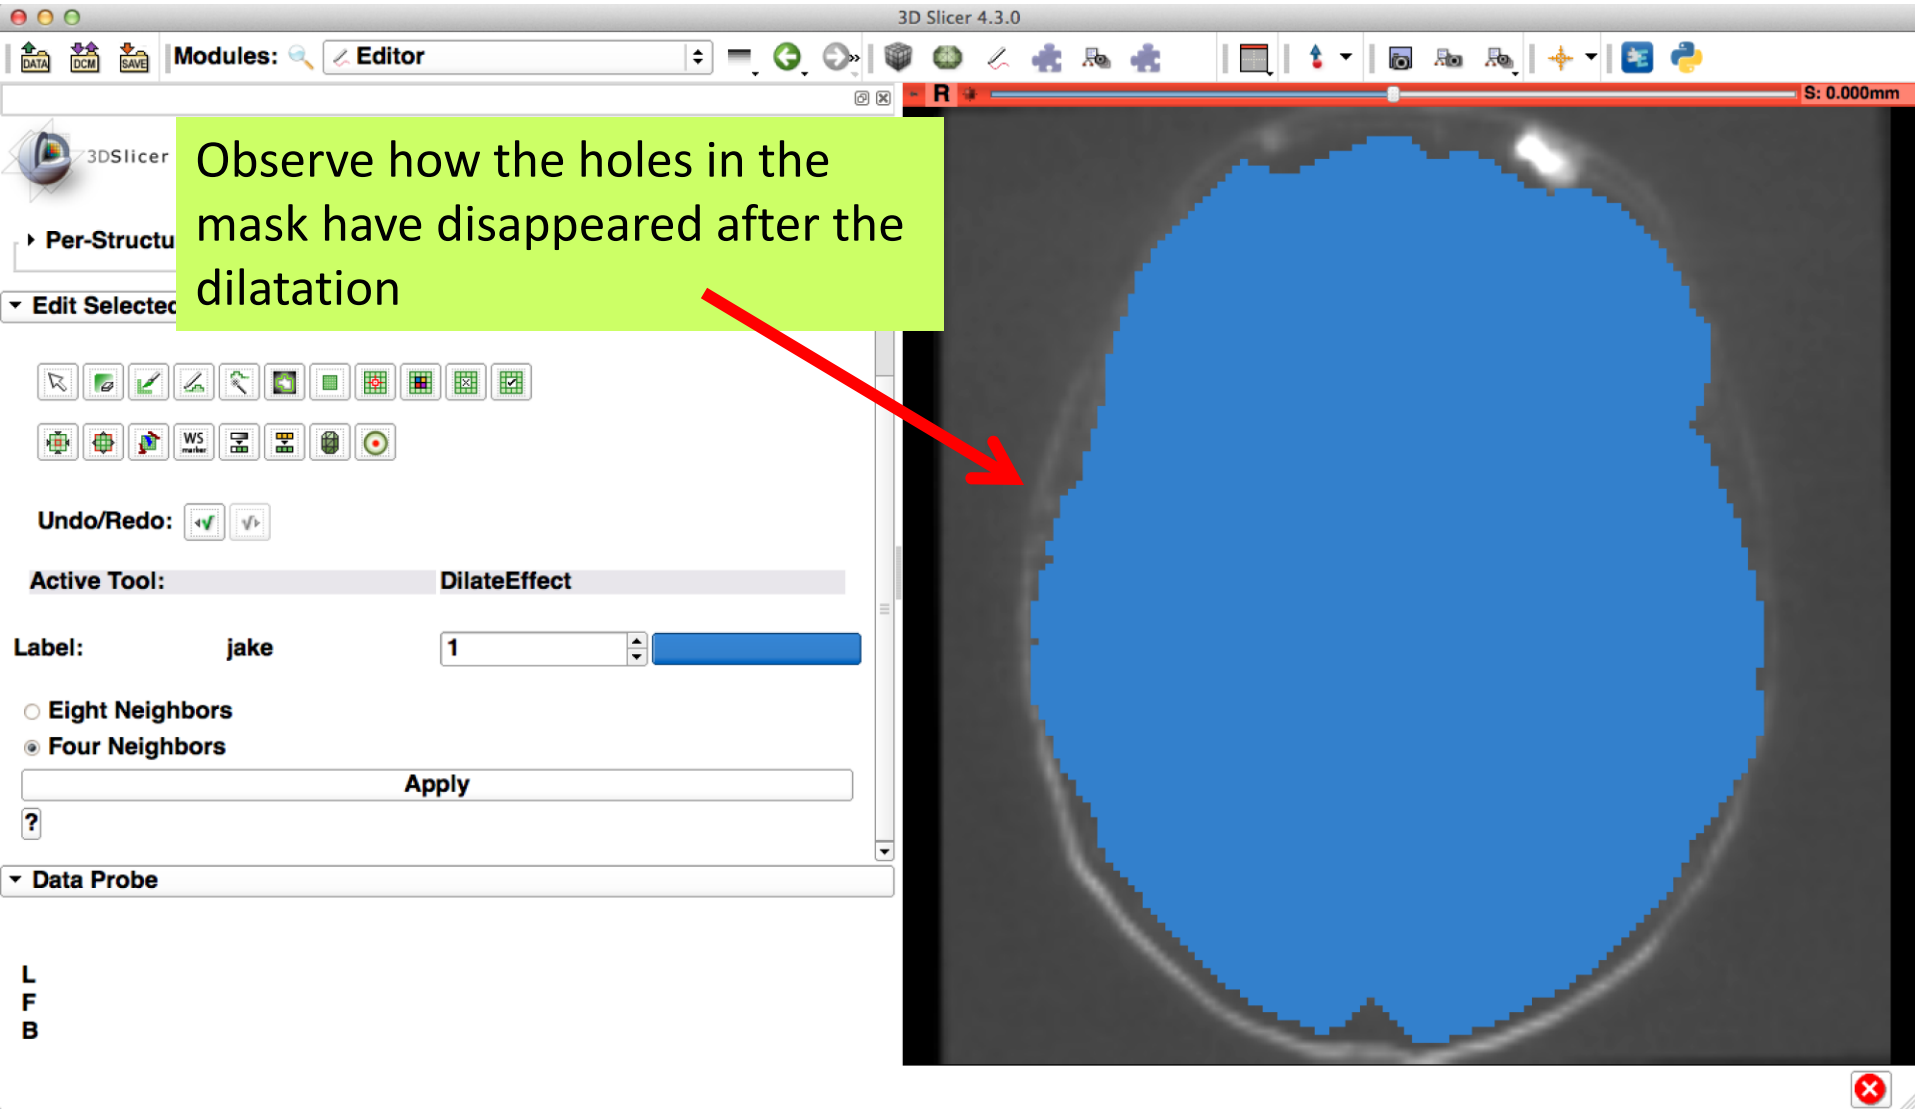 3D Slicer 4.3.0
DATA DCM SAVE Modules: Editor
R S: 0.000mm
3DSlicer
Observe how the holes in the
mask have disappeared after the
dilatation
Per-Structu
Edit Selected
WS
marker
Undo/Redo:
Active Tool: DilateEffect
Label: jake 1
Eight Neighbors
Four Neighbors
Apply
?
Data Probe
L
F
B